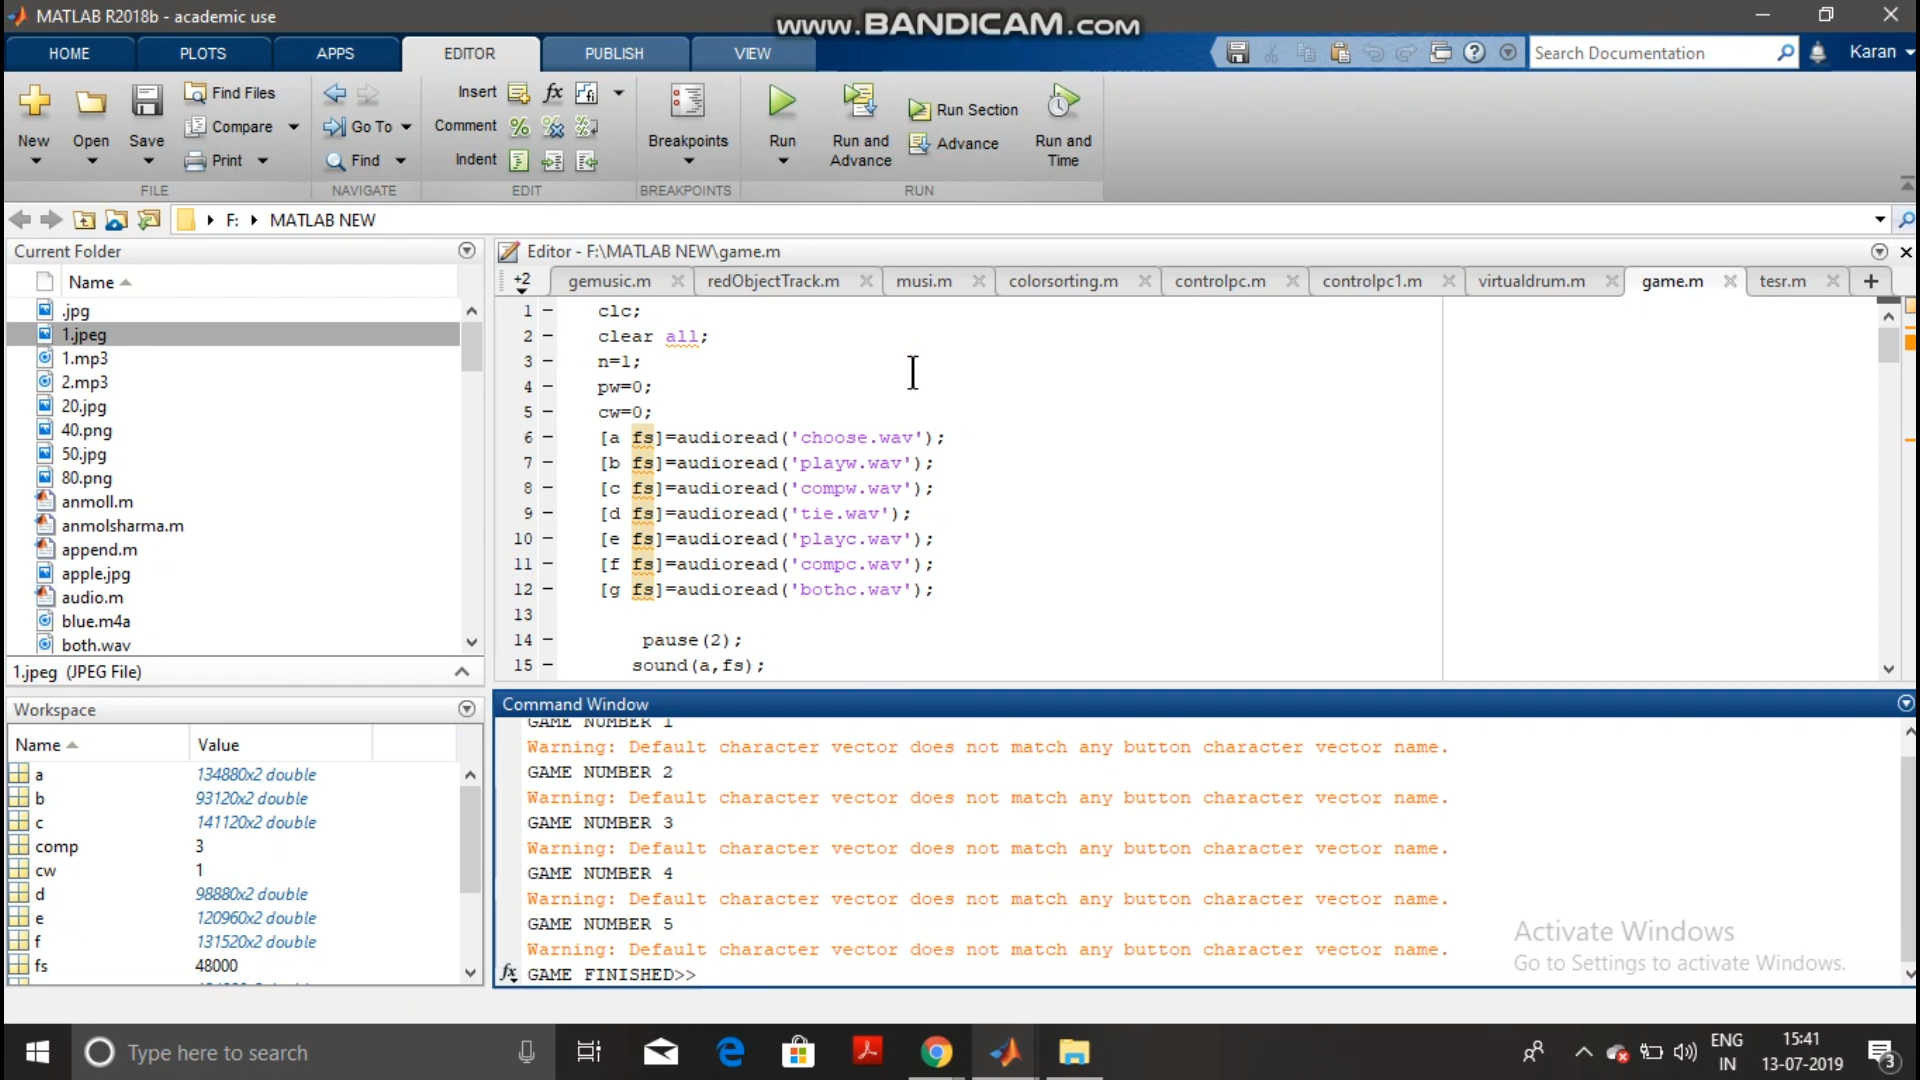 MATLAB R2018b - academic use
www.BANDICAM.com
HOME PLOTS APPS EDITOR PUBLISH VIEW
Search Documentation
Karan
New
Open
Save
Find Files
Compare
Print
FILE
Go To
Find
NAVIGATE
Insert fx
Comment
Indent
EDIT
Breakpoints
BREAKPOINTS
Run
Run and Advance
Run Section
Advance
Run and Time
RUN
F: MATLAB NEW
Current Folder
Name
.jpg
1.jpeg
1.mp3
2.mp3
20.jpg
40.png
50.jpg
80.png
anmoll.m
anmolsharma.m
append.m
apple.jpg
audio.m
blue.m4a
both.wav
1.jpeg (JPEG File)
Workspace
Name Value
a 134880x2 double
b 93120x2 double
c 141120x2 double
comp 3
cw 1
d 98880x2 double
e 120960x2 double
f 131520x2 double
fs 48000
Editor - F:\MATLAB NEW\game.m
+2 gemusic.m redObjectTrack.m musi.m colorsorting.m controlpc.m controlpc1.m virtualdrum.m game.m tesr.m +
1 - clc;
2 - clear all;
3 - n=1;
4 - pw=0;
5 - cw=0;
6 - [a fs]=audioread('choose.wav');
7 - [b fs]=audioread('playw.wav');
8 - [c fs]=audioread('compw.wav');
9 - [d fs]=audioread('tie.wav');
10 - [e fs]=audioread('playc.wav');
11 - [f fs]=audioread('compc.wav');
12 - [g fs]=audioread('bothc.wav');
13
14 - pause(2);
15 - sound(a,fs);
Command Window
GAME NUMBER 1
Warning: Default character vector does not match any button character vector name.
GAME NUMBER 2
Warning: Default character vector does not match any button character vector name.
GAME NUMBER 3
Warning: Default character vector does not match any button character vector name.
GAME NUMBER 4
Warning: Default character vector does not match any button character vector name.
GAME NUMBER 5
Warning: Default character vector does not match any button character vector name.
fx GAME FINISHED>>
Activate Windows
Go to Settings to activate Windows.
Type here to search
ENG
IN
15:41
13-07-2019
3